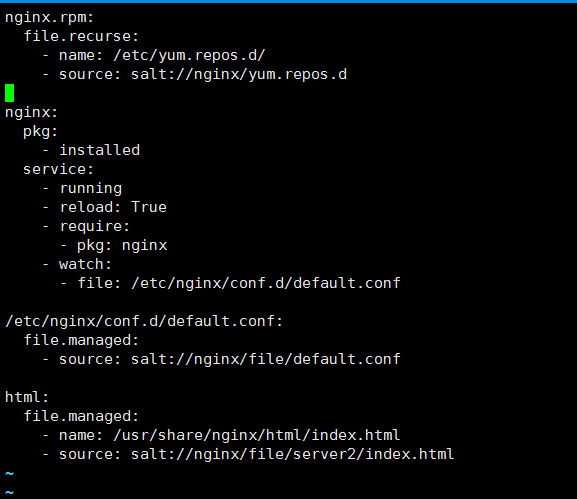 nginx.rpm:
  file.recurse:
    - name: /etc/yum.repos.d/
    - source: salt://nginx/yum.repos.d

nginx:
  pkg:
    - installed
  service:
    - running
    - reload: True
    - require:
      - pkg: nginx
    - watch:
      - file: /etc/nginx/conf.d/default.conf

/etc/nginx/conf.d/default.conf:
  file.managed:
    - source: salt://nginx/file/default.conf

html:
  file.managed:
    - name: /usr/share/nginx/html/index.html
    - source: salt://nginx/file/server2/index.html
~
~